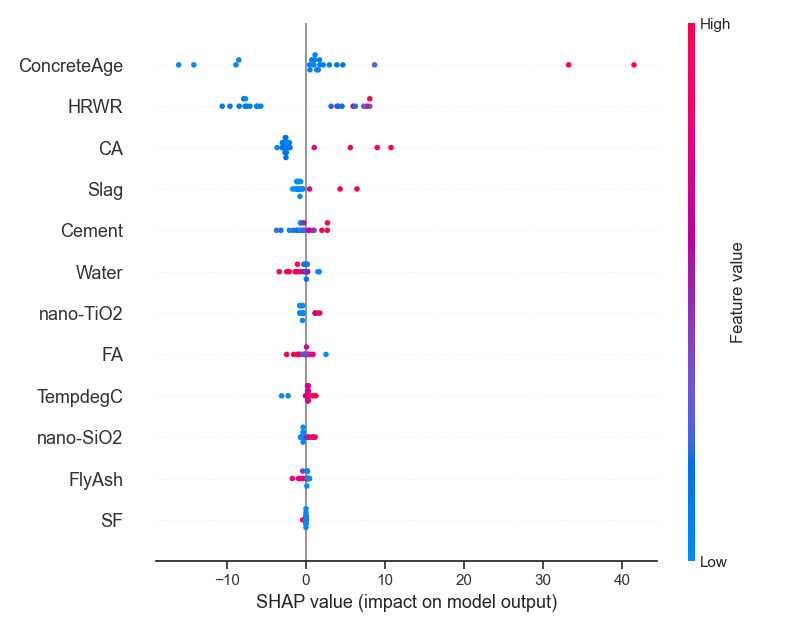 High
ConcreteAge
HRWR
CA
Slag
Cement
Water
nano-TiO2
FA
TempdegC
nano-SiO2
FlyAsh
SF
Feature value
Low
−10 0 10 20 30 40
SHAP value (impact on model output)